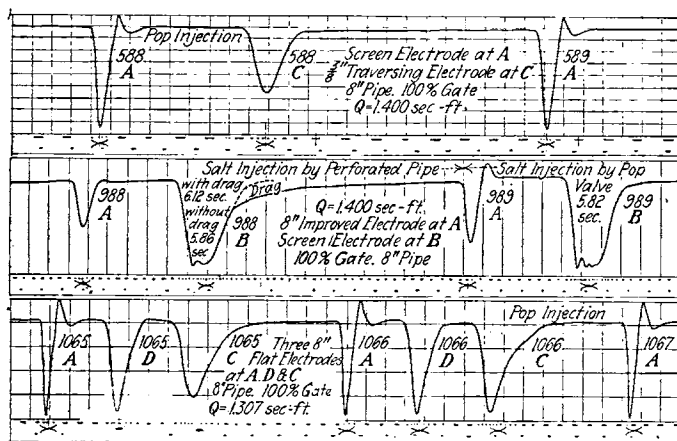 Pop Injection
588
A
588
C
Screen Electrode at A
3/8" Traversing Electrode at C
8" Pipe. 100% Gate
Q=1.400 sec-ft.
589
A
Salt Injection by Perforated Pipe
Salt Injection by Pop
Valve
5.82
sec.
988
A
with drag
6.12 sec.
without
drag
5.86
sec
Drag
988
B
Q=1.400 sec-ft.
8" Improved Electrode at A
Screen Electrode at B
100% Gate. 8" Pipe
989
A
989
B
1065
A
1065
D
1065
C
Three 8"
Flat Electrodes
at A. D & C
8" Pipe. 100% Gate
Q=1.307 sec-ft.
Pop Injection
1066
A
1066
D
1066
C
1067
A